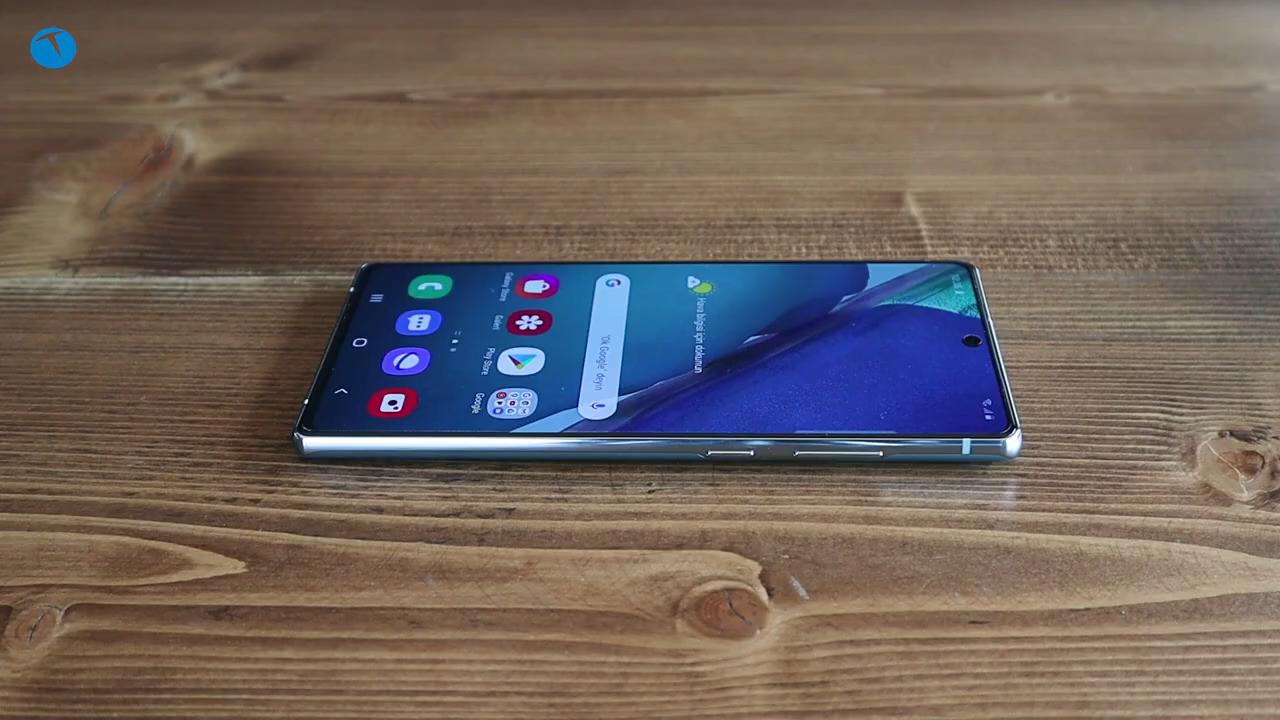 Hava bilgisi için dokunun
'Ok Google' deyin
Galaxy Store
Galeri
Play Store
Google